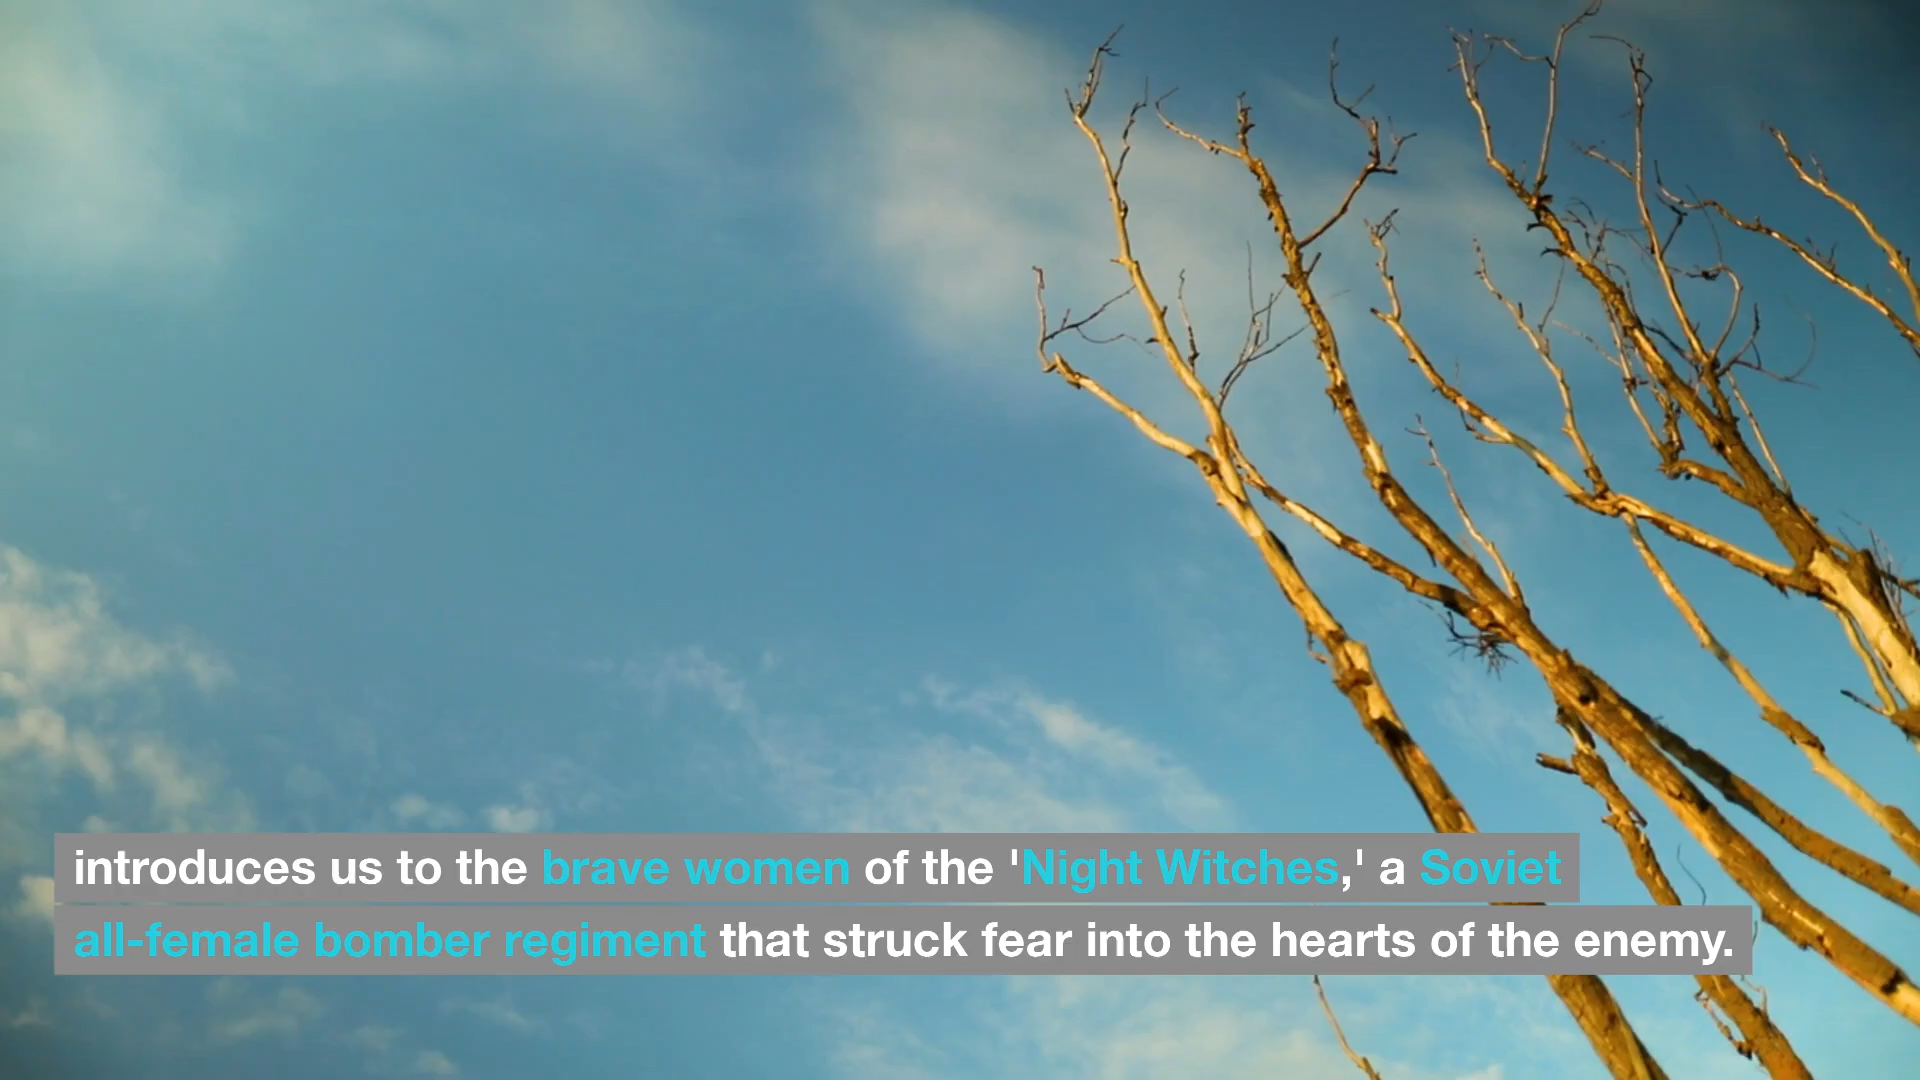 introduces us to the brave women of the 'Night Witches,' a Soviet
all-female bomber regiment that struck fear into the hearts of the enemy.